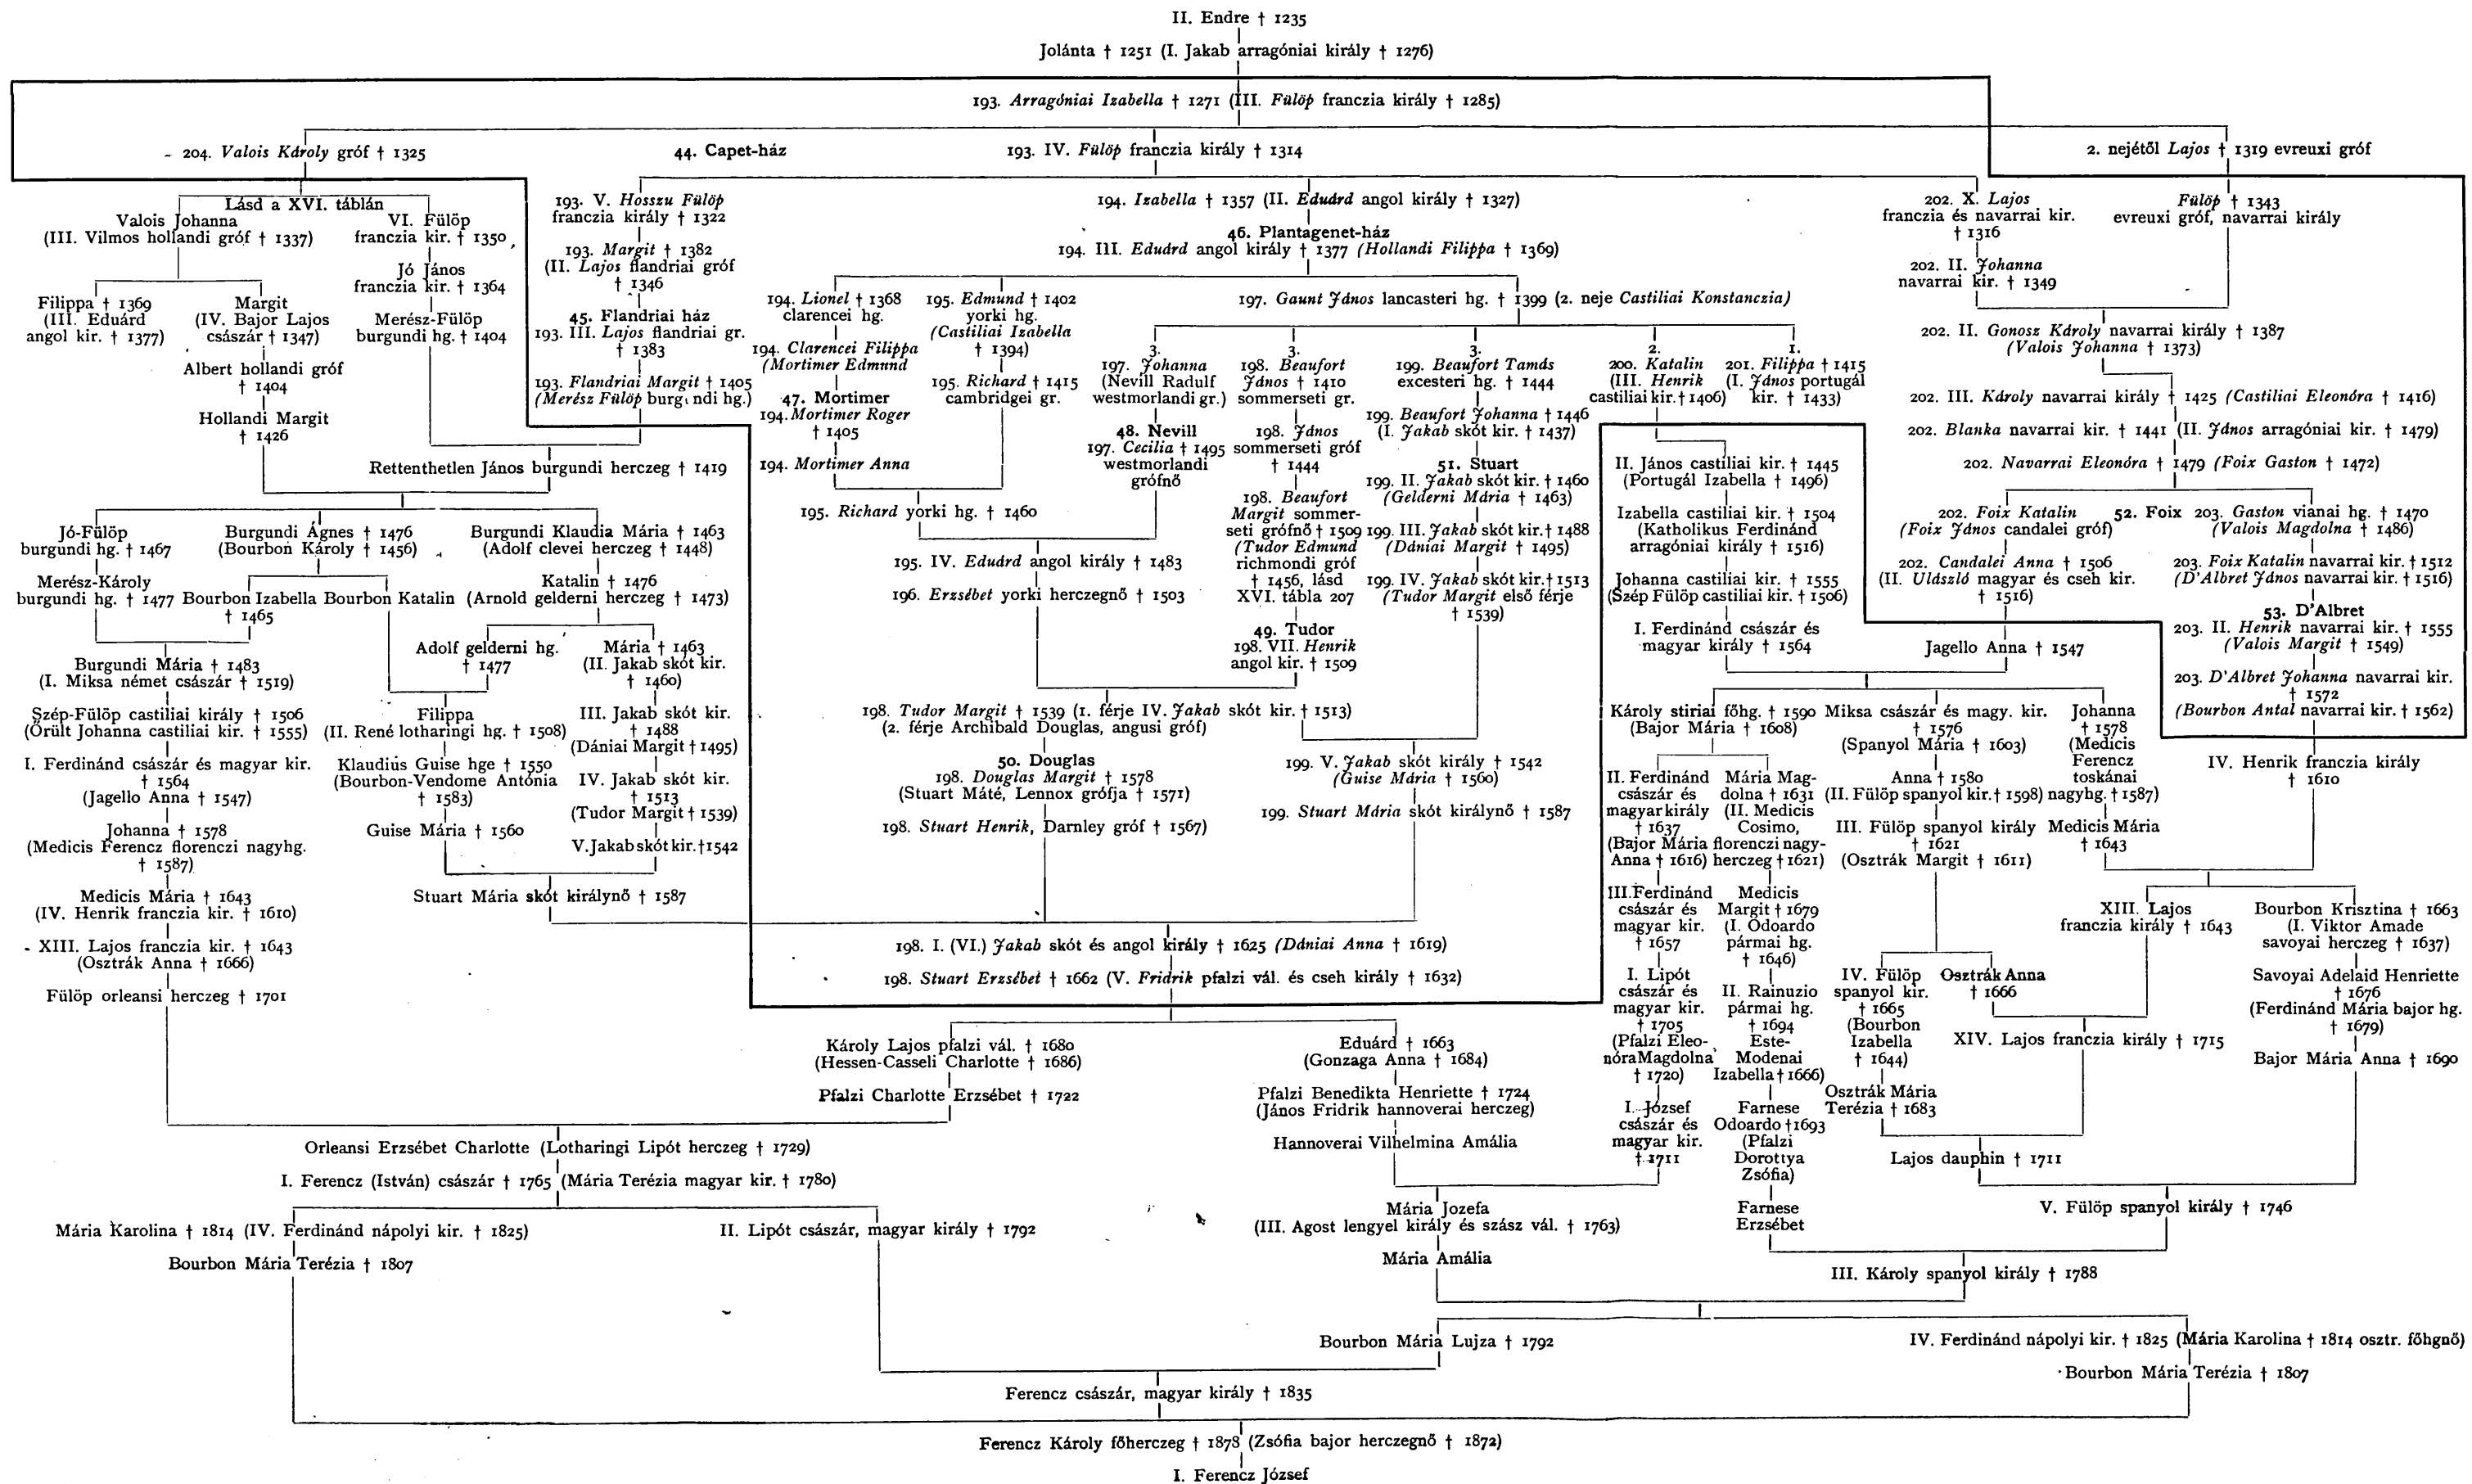 II. Endre † 1235
Jolánta † 1251 (I. Jakab arragóniai király † 1276)
193. Arragóniai Izabella † 1271 (III. Fülöp franczia király † 1285)
204. Valois Károly gróf † 1325
44. Capet-ház
193. IV. Fülöp franczia király † 1314
2. nejétől Lajos † 1319 evreuxi gróf
Lásd a XVI. táblán
Valois Johanna
(III. Vilmos hollandi gróf † 1337)
VI. Fülöp
franczia kir. † 1350
Jó János
franczia kir. † 1364
Filippa † 1369
(III. Eduárd
angol kir. † 1377)
Margit
(IV. Bajor Lajos
császár † 1347)
Merész-Fülöp
burgundi hg. † 1404
Albert hollandi gróf
† 1404
Hollandi Margit
† 1426
193. V. Hosszu Fülöp
franczia király † 1322
193. Margit † 1382
(II. Lajos flandriai gróf
† 1346
45. Flandriai ház
193. III. Lajos flandriai gr.
† 1383
193. Flandriai Margit † 1405
(Merész Fülöp burgundi hg.)
Rettenthetlen János burgundi herczeg † 1419
194. Izabella † 1357 (II. Eduárd angol király † 1327)
46. Plantagenet-ház
194. III. Eduárd angol király † 1377 (Hollandi Filippa † 1369)
194. Lionel † 1368
clarencei hg.
194. Clarencei Filippa
(Mortimer Edmund
47. Mortimer
194. Mortimer Roger
† 1405
194. Mortimer Anna
195. Edmund † 1402
yorki hg.
(Castiliai Izabella
† 1394)
195. Richard † 1415
cambridgei gr.
195. Richard yorki hg. † 1460
197. Gaunt János lancasteri hg. † 1399 (2. neje Castiliai Konstanczia)
3.
197. Johanna
(Nevill Radulf
westmorlandi gr.)
48. Nevill
197. Cecilia † 1495
westmorlandi
grófnő
3.
198. Beaufort
János † 1410
sommerseti gr.
198. János
sommerseti gróf
† 1444
198. Beaufort
Margit sommer-
seti grófnő † 1509
(Tudor Edmund
richmondi gróf
† 1456, lásd
XVI. tábla 207
49. Tudor
198. VII. Henrik
angol kir. † 1509
3.
199. Beaufort Tamás
excesteri hg. † 1444
199. Beaufort Johanna † 1446
(I. Jakab skót kir. † 1437)
51. Stuart
199. II. Jakab skót kir. † 1460
(Gelderni Mária † 1463)
199. III. Jakab skót kir. † 1488
(Dániai Margit † 1495)
199. IV. Jakab skót kir. † 1513
(Tudor Margit első férje
† 1539)
2.
200. Katalin
(III. Henrik
castiliai kir. † 1406)
1.
201. Filippa † 1415
(I. János portugál
kir. † 1433)
202. X. Lajos
franczia és navarrai kir.
† 1316
202. II. Johanna
navarrai kir. † 1349
Fülöp † 1343
evreuxi gróf, navarrai király
202. II. Gonosz Károly navarrai király † 1387
(Valois Johanna † 1373)
202. III. Károly navarrai király † 1425 (Castiliai Eleonóra † 1416)
202. Blanka navarrai kir. † 1441 (II. János arragóniai kir. † 1479)
202. Navarrai Eleonóra † 1479 (Foix Gaston † 1472)
202. Foix Katalin
(Foix János candalei gróf)
52. Foix
203. Gaston vianai hg. † 1470
(Valois Magdolna † 1486)
202. Candalei Anna † 1506
(II. Ulászló magyar és cseh kir.
† 1516)
203. Foix Katalin navarrai kir. † 1512
(D'Albret János navarrai kir. † 1516)
53. D'Albret
203. II. Henrik navarrai kir. † 1555
(Valois Margit † 1549)
203. D'Albret Johanna navarrai kir.
† 1572
(Bourbon Antal navarrai kir. † 1562)
IV. Henrik franczia király
† 1610
II. János castiliai kir. † 1445
(Portugál Izabella † 1496)
Izabella castiliai kir. † 1504
(Katholikus Ferdinánd
arragóniai király † 1516)
Johanna castiliai kir. † 1555
(Szép Fülöp castiliai kir. † 1506)
I. Ferdinánd császár és
magyar király † 1564
Jagello Anna † 1547
Jó-Fülöp
burgundi hg. † 1467
Burgundi Ágnes † 1476
(Bourbon Károly † 1456)
Burgundi Klaudia Mária † 1463
(Adolf clevei herczeg † 1448)
Merész-Károly
burgundi hg. † 1477
Bourbon Izabella
† 1465
Bourbon Katalin
Katalin † 1476
(Arnold gelderni herczeg † 1473)
Adolf gelderni hg.
† 1477
Mária † 1463
(II. Jakab skót kir.
† 1460)
Burgundi Mária † 1483
(I. Miksa német császár † 1519)
Szép-Fülöp castiliai király † 1506
(Őrült Johanna castiliai kir. † 1555)
I. Ferdinánd császár és magyar kir.
† 1564
(Jagello Anna † 1547)
Johanna † 1578
(Medicis Ferencz florenczi nagyhg.
† 1587)
Medicis Mária † 1643
(IV. Henrik franczia kir. † 1610)
XIII. Lajos franczia kir. † 1643
(Osztrák Anna † 1666)
Fülöp orleansi herczeg † 1701
Filippa
(II. René lotharingi hg. † 1508)
Klaudius Guise hge † 1550
(Bourbon-Vendome Antónia
† 1583)
Guise Mária † 1560
III. Jakab skót kir.
† 1488
(Dániai Margit † 1495)
IV. Jakab skót kir.
† 1513
(Tudor Margit † 1539)
V. Jakab skót kir. † 1542
Stuart Mária skót királynő † 1587
195. IV. Eduárd angol király † 1483
196. Erzsébet yorki herczegnő † 1503
198. Tudor Margit † 1539 (1. férje IV. Jakab skót kir. † 1513)
(2. férje Archibald Douglas, angusi gróf)
50. Douglas
198. Douglas Margit † 1578
(Stuart Máté, Lennox grófja † 1571)
198. Stuart Henrik, Darnley gróf † 1567)
199. V. Jakab skót király † 1542
(Guise Mária † 1560)
199. Stuart Mária skót királynő † 1587
198. I. (VI.) Jakab skót és angol király † 1625 (Dániai Anna † 1619)
198. Stuart Erzsébet † 1662 (V. Fridrik pfalzi vál. és cseh király † 1632)
Károly stiriai főhg. † 1590
(Bajor Mária † 1608)
Miksa császár és magy. kir.
† 1576
(Spanyol Mária † 1603)
Johanna
† 1578
(Medicis
Ferencz
toskánai
nagyhg. † 1587)
II. Ferdinánd
császár és
magyar király
† 1637
(Bajor Mária
Anna † 1616)
Mária Mag-
dolna † 1631
(II. Medicis
Cosimo,
florenczi nagy-
herczeg † 1621)
Anna † 1580
(II. Fülöp spanyol kir. † 1598)
III. Fülöp spanyol király
† 1621
(Osztrák Margit † 1611)
Medicis Mária
† 1643
III. Ferdinánd
császár és
magyar kir.
† 1657
I. Lipót
császár és
magyar kir.
† 1705
(Pfalzi Eleo-
nóra Magdolna
† 1720)
I. József
császár és
magyar kir.
† 1711
Medicis
Margit † 1679
(I. Odoardo
pármai hg.
† 1646)
II. Rainuzio
pármai hg.
† 1694
Este-
Modenai
Izabella † 1666)
Farnese
Odoardo † 1693
(Pfalzi
Dorottya
Zsófia)
Farnese
Erzsébet
IV. Fülöp
spanyol kir.
† 1665
(Bourbon
Izabella
† 1644)
Osztrák Mária
Terézia † 1683
Osztrák Anna
† 1666
XIII. Lajos
franczia király † 1643
Bourbon Krisztina † 1663
(I. Viktor Amade
savoyai herczeg † 1637)
Savoyai Adelaid Henriette
† 1676
(Ferdinánd Mária bajor hg.
† 1679)
Bajor Mária Anna † 1690
XIV. Lajos franczia király † 1715
Lajos dauphin † 1711
V. Fülöp spanyol király † 1746
Károly Lajos pfalzi vál. † 1680
(Hessen-Casseli Charlotte † 1686)
Pfalzi Charlotte Erzsébet † 1722
Eduárd † 1663
(Gonzaga Anna † 1684)
Pfalzi Benedikta Henriette † 1724
(János Fridrik hannoverai herczeg)
Hannoverai Vilhelmina Amália
Orleansi Erzsébet Charlotte (Lotharingi Lipót herczeg † 1729)
I. Ferencz (István) császár † 1765 (Mária Terézia magyar kir. † 1780)
Mária Karolina † 1814 (IV. Ferdinánd nápolyi kir. † 1825)
II. Lipót császár, magyar király † 1792
Mária Jozefa
(III. Agost lengyel király és szász vál. † 1763)
Bourbon Mária Terézia † 1807
Mária Amália
III. Károly spanyol király † 1788
Bourbon Mária Lujza † 1792
IV. Ferdinánd nápolyi kir. † 1825 (Mária Karolina † 1814 osztr. főhgnő)
Bourbon Mária Terézia † 1807
Ferencz császár, magyar király † 1835
Ferencz Károly főherczeg † 1878 (Zsófia bajor herczegnő † 1872)
I. Ferencz József